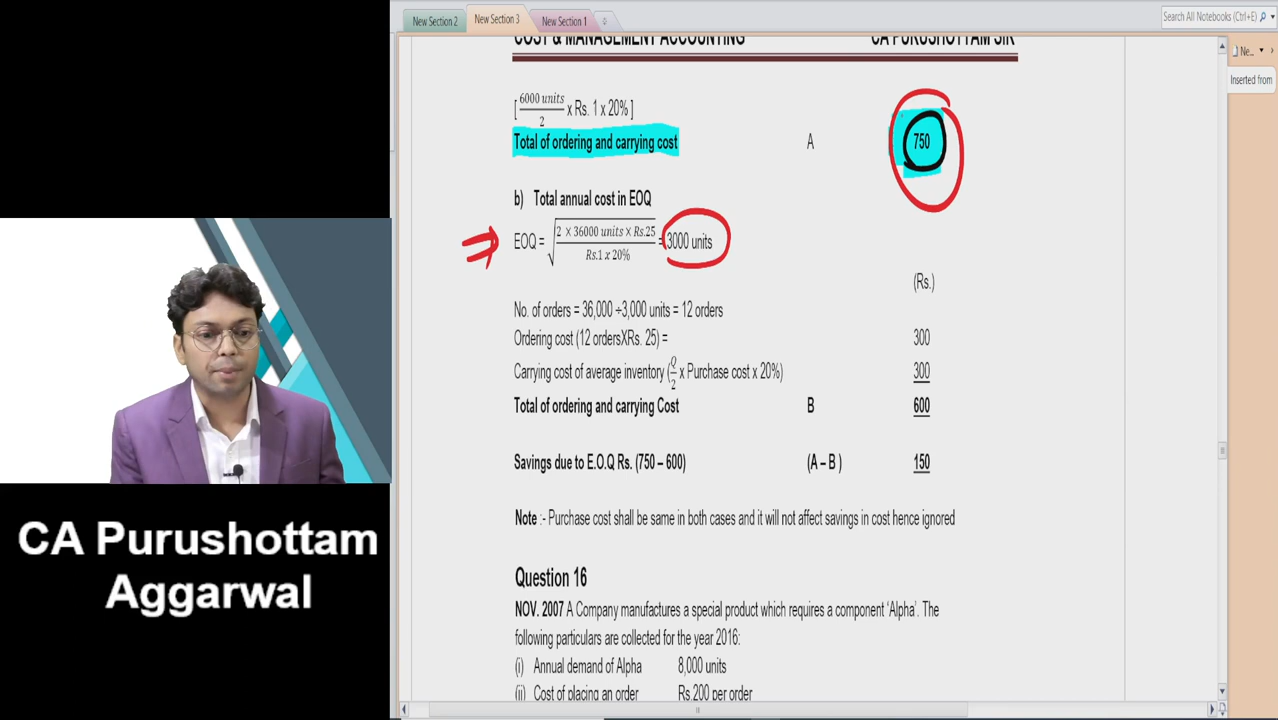 New Section 2
New Section 3
New Section 1
Search All Notebooks (Ctrl+E)
Ne...
Inserted from
COST & MANAGEMENT ACCOUNTING CA PURUSHOTTAM SIR
[ 6000 units / 2 x Rs. 1 x 20% ]
Total of ordering and carrying cost A 750
b) Total annual cost in EOQ
EOQ = √(2 × 36000 units × Rs.25 / Rs.1 x 20%) = 3000 units
(Rs.)
No. of orders = 36,000 ÷3,000 units = 12 orders
Ordering cost (12 ordersXRs. 25) = 300
Carrying cost of average inventory (Q/2 x Purchase cost x 20%) 300
Total of ordering and carrying Cost B 600
Savings due to E.O.Q Rs. (750 – 600) (A – B ) 150
Note :- Purchase cost shall be same in both cases and it will not affect savings in cost hence ignored
Question 16
NOV. 2007 A Company manufactures a special product which requires a component ‘Alpha’. The
following particulars are collected for the year 2016:
(i) Annual demand of Alpha 8,000 units
(ii) Cost of placing an order Rs.200 per order
CA Purushottam
Aggarwal